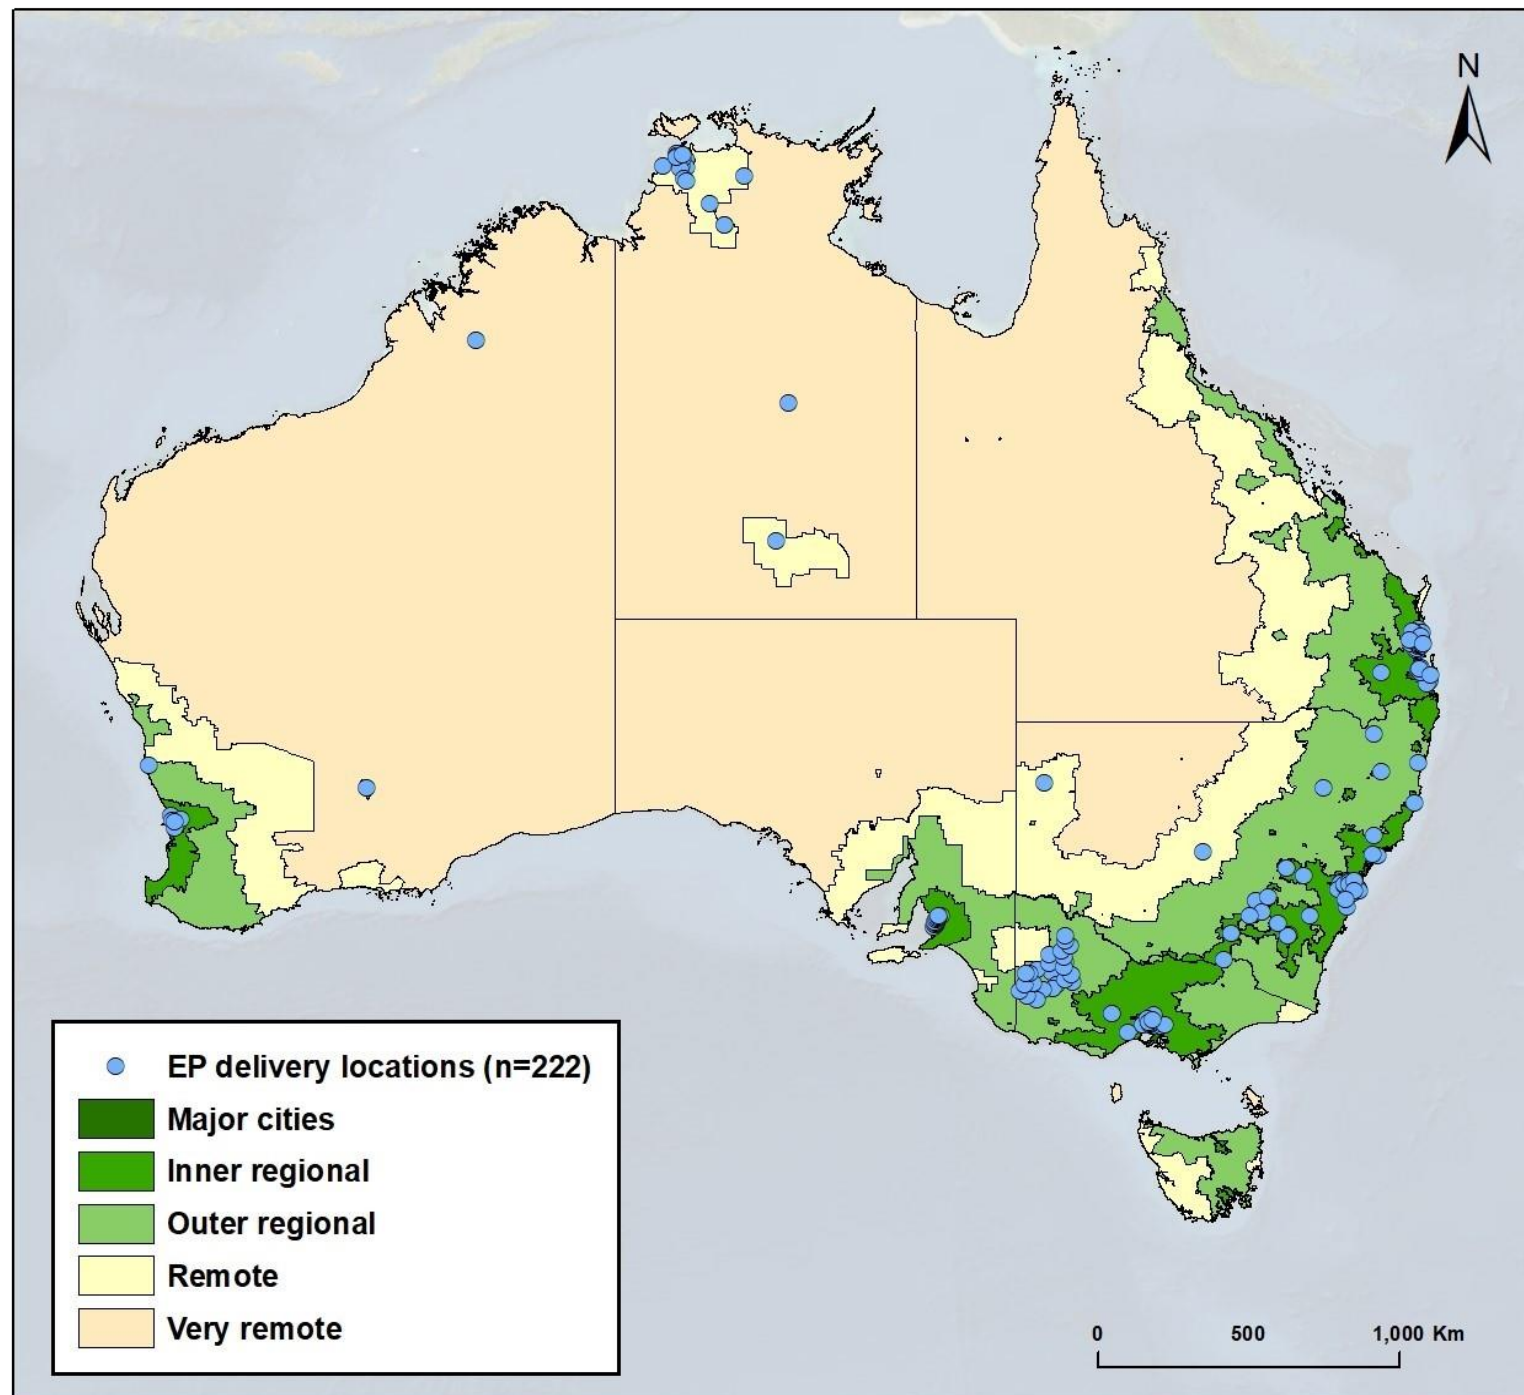 N
EP delivery locations (n=222)
Major cities
Inner regional
Outer regional
Remote
Very remote
0 500 1,000 Km